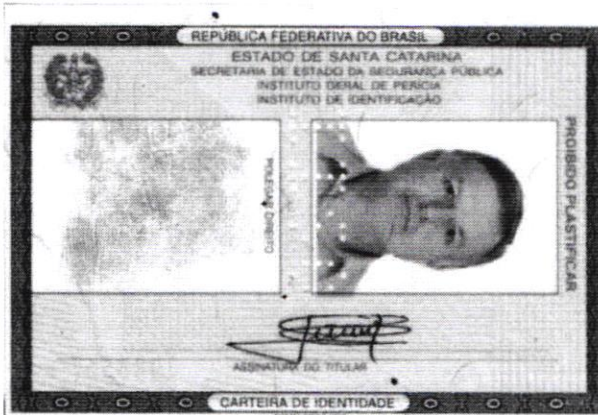 REPÚBLICA FEDERATIVA DO BRASIL
ESTADO DE SANTA CATARINA
SECRETARIA DE ESTADO DA SEGURANÇA PÚBLICA
INSTITUTO GERAL DE PERÍCIA
INSTITUTO DE IDENTIFICAÇÃO
POLEGAR DIREITO
PROIBIDO PLASTIFICAR
ASSINATURA DO TITULAR
CARTEIRA DE IDENTIDADE